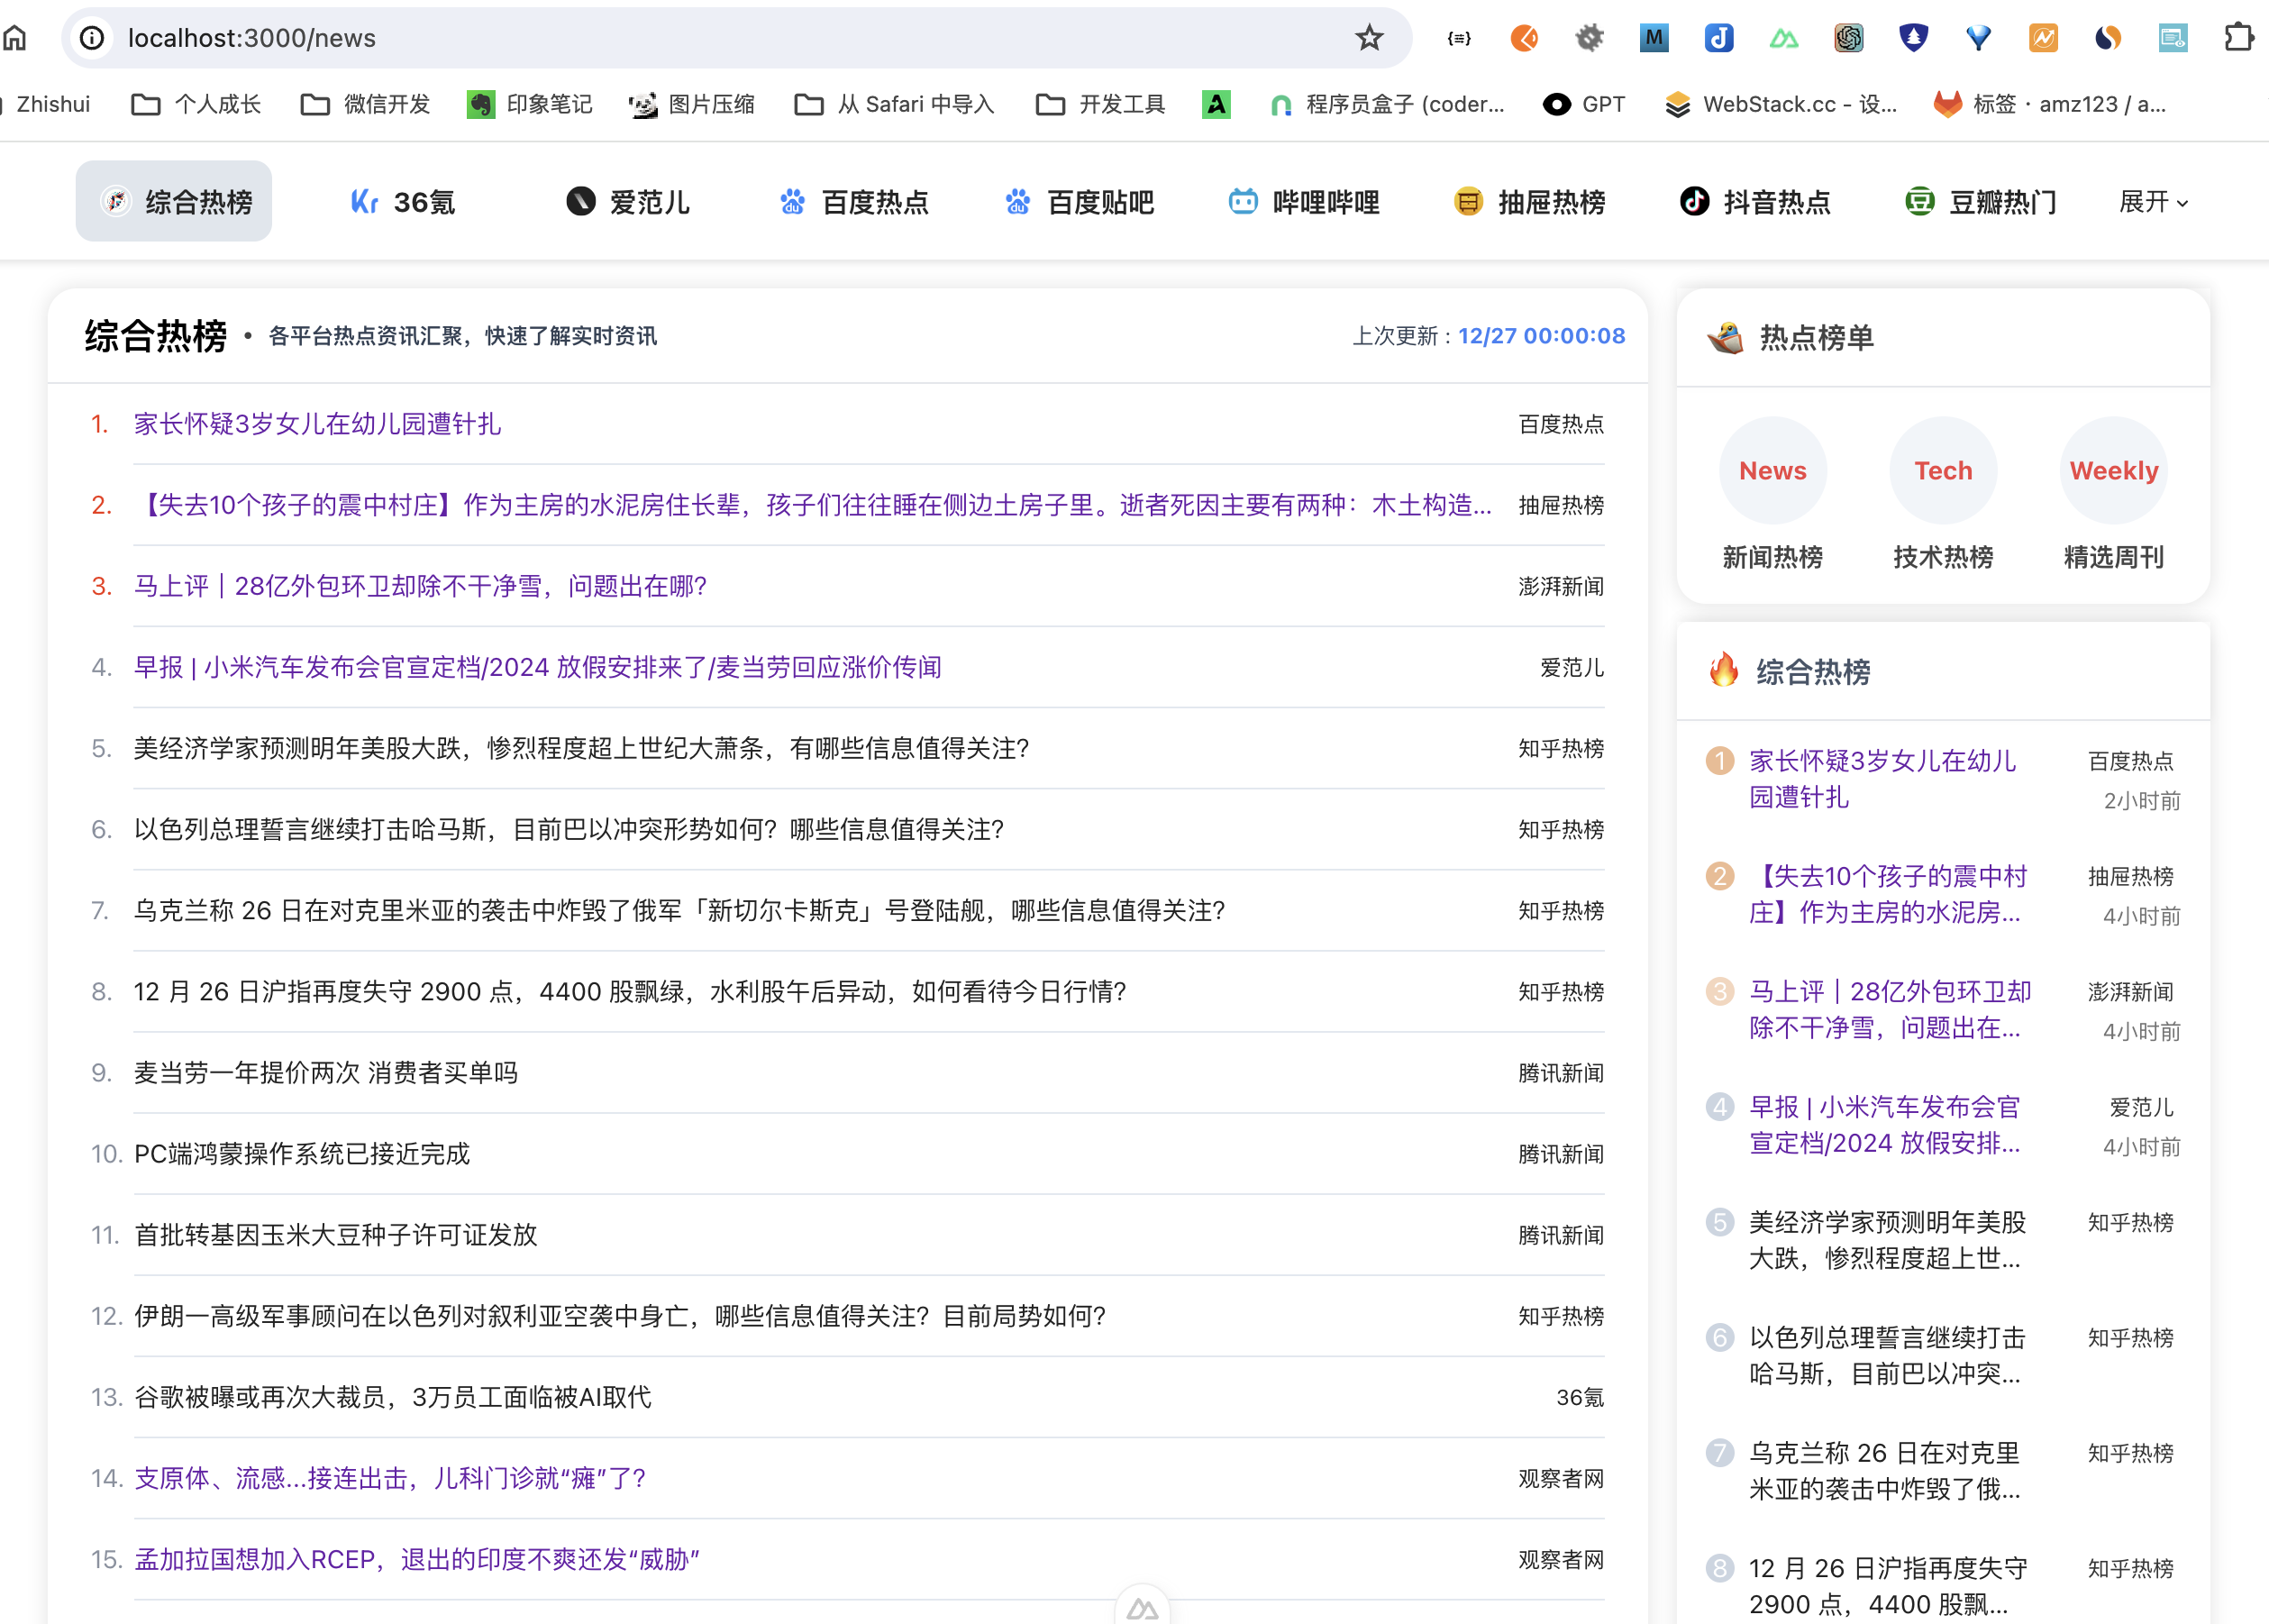 localhost:3000/news
Zhishui 个人成长 微信开发 印象笔记 图片压缩 从 Safari 中导入 开发工具 程序员盒子 (coder... GPT WebStack.cc - 设... 标签 · amz123 / a...
综合热榜 36氪 爱范儿 百度热点 百度贴吧 哔哩哔哩 抽屉热榜 抖音热点 豆瓣热门 展开
综合热榜 • 各平台热点资讯汇聚，快速了解实时资讯 上次更新 : 12/27 00:00:08
1. 家长怀疑3岁女儿在幼儿园遭针扎 百度热点
2. 【失去10个孩子的震中村庄】作为主房的水泥房住长辈，孩子们往往睡在侧边土房子里。逝者死因主要有两种：木土构造... 抽屉热榜
3. 马上评｜28亿外包环卫却除不干净雪，问题出在哪？ 澎湃新闻
4. 早报 | 小米汽车发布会官宣定档/2024 放假安排来了/麦当劳回应涨价传闻 爱范儿
5. 美经济学家预测明年美股大跌，惨烈程度超上世纪大萧条，有哪些信息值得关注？ 知乎热榜
6. 以色列总理誓言继续打击哈马斯，目前巴以冲突形势如何？哪些信息值得关注？ 知乎热榜
7. 乌克兰称 26 日在对克里米亚的袭击中炸毁了俄军「新切尔卡斯克」号登陆舰，哪些信息值得关注？ 知乎热榜
8. 12 月 26 日沪指再度失守 2900 点，4400 股飘绿，水利股午后异动，如何看待今日行情？ 知乎热榜
9. 麦当劳一年提价两次 消费者买单吗 腾讯新闻
10. PC端鸿蒙操作系统已接近完成 腾讯新闻
11. 首批转基因玉米大豆种子许可证发放 腾讯新闻
12. 伊朗一高级军事顾问在以色列对叙利亚空袭中身亡，哪些信息值得关注？目前局势如何？ 知乎热榜
13. 谷歌被曝或再次大裁员，3万员工面临被AI取代 36氪
14. 支原体、流感...接连出击，儿科门诊就“瘫”了？ 观察者网
15. 孟加拉国想加入RCEP，退出的印度不爽还发“威胁” 观察者网
热点榜单
News Tech Weekly
新闻热榜 技术热榜 精选周刊
综合热榜
1 家长怀疑3岁女儿在幼儿 百度热点
园遭针扎 2小时前
2 【失去10个孩子的震中村 抽屉热榜
庄】作为主房的水泥房... 4小时前
3 马上评｜28亿外包环卫却 澎湃新闻
除不干净雪，问题出在... 4小时前
4 早报 | 小米汽车发布会官 爱范儿
宣定档/2024 放假安排... 4小时前
5 美经济学家预测明年美股 知乎热榜
大跌，惨烈程度超上世...
6 以色列总理誓言继续打击 知乎热榜
哈马斯，目前巴以冲突...
7 乌克兰称 26 日在对克里 知乎热榜
米亚的袭击中炸毁了俄...
8 12 月 26 日沪指再度失守 知乎热榜
2900 点，4400 股飘...